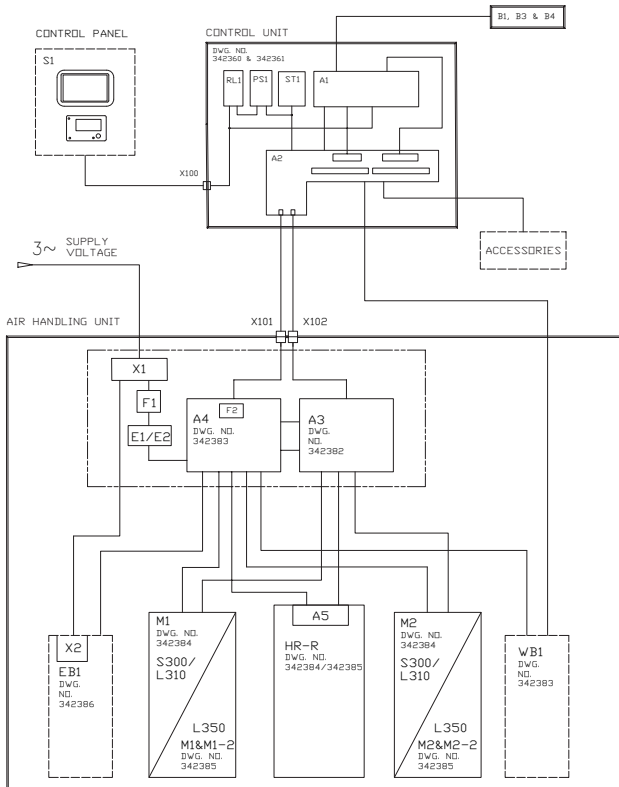 B1, B3 & B4
CONTROL PANEL
S1
CONTROL UNIT
DWG. NO.
342360 & 342361
RL1
PS1
ST1
A1
A2
X100
ACCESSORIES
3~ SUPPLY
VOLTAGE
AIR HANDLING UNIT
X101
X102
X1
F1
E1/E2
A4
F2
DWG. NO.
342383
A3
DWG.
NO.
342382
X2
EB1
DWG.
NO.
342386
M1
DWG. NO.
342384
S300/
L310
L350
M1&M1-2
DWG. NO.
342385
A5
HR-R
DWG. NO.
342384/342385
M2
DWG. NO.
342384
S300/
L310
L350
M2&M2-2
DWG. NO.
342385
WB1
DWG.
NO.
342383